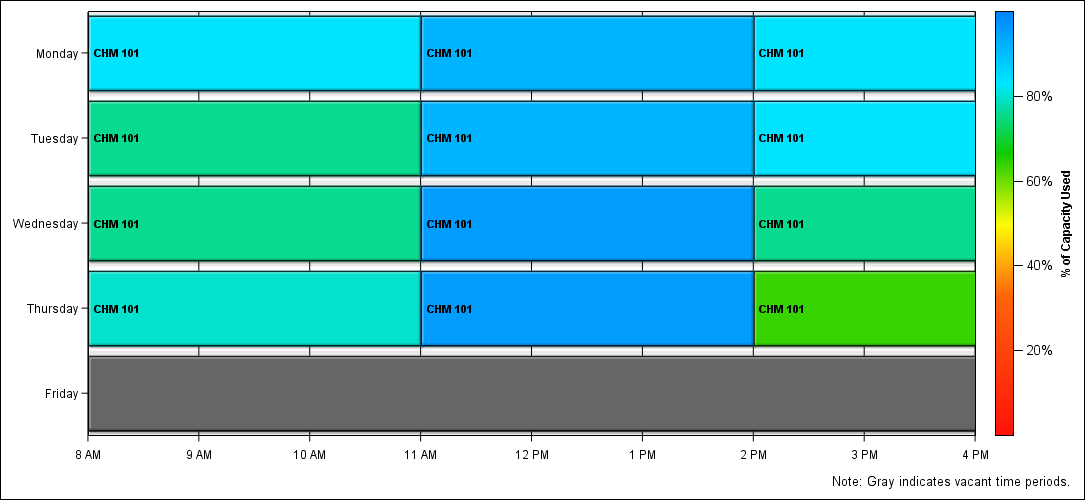 Monday
CHM 101
CHM 101
CHM 101
Tuesday
CHM 101
CHM 101
CHM 101
Wednesday
CHM 101
CHM 101
CHM 101
Thursday
CHM 101
CHM 101
CHM 101
Friday
8 AM
9 AM
10 AM
11 AM
12 PM
1 PM
2 PM
3 PM
4 PM
80%
60%
40%
20%
% of Capacity Used
Note: Gray indicates vacant time periods.